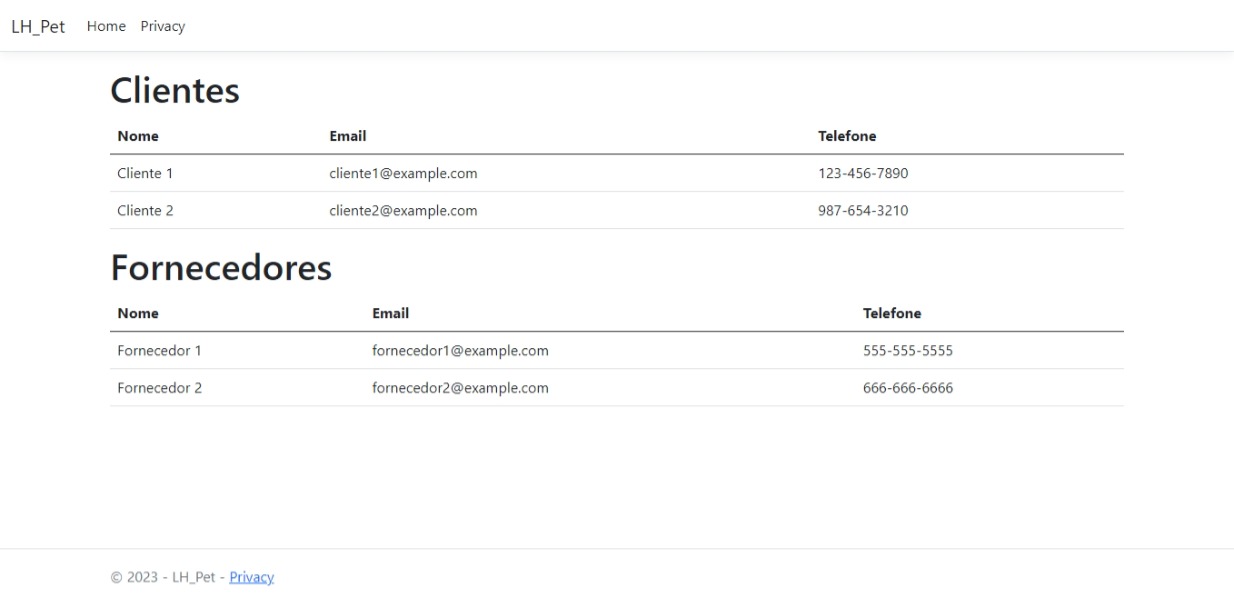 LH_Pet Home Privacy
Clientes
Nome Email Telefone
Cliente 1 cliente1@example.com 123-456-7890
Cliente 2 cliente2@example.com 987-654-3210
Fornecedores
Nome Email Telefone
Fornecedor 1 fornecedor1@example.com 555-555-5555
Fornecedor 2 fornecedor2@example.com 666-666-6666
© 2023 - LH_Pet - Privacy